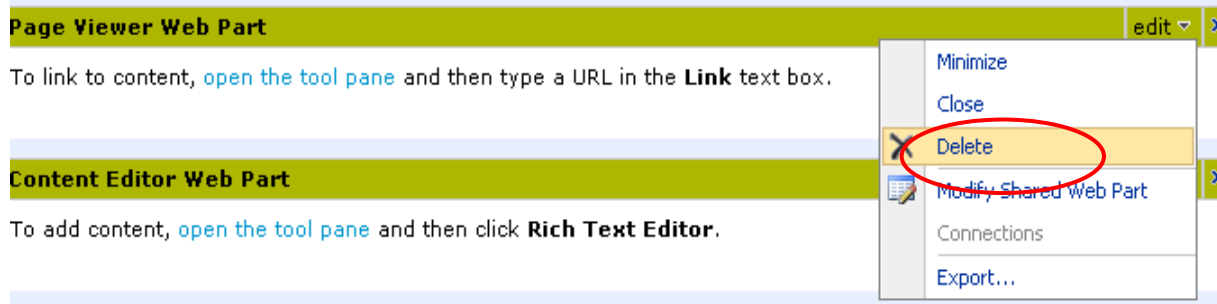 Page Viewer Web Part
edit
To link to content, open the tool pane and then type a URL in the Link text box.
Minimize
Close
Delete
Content Editor Web Part
Modify Shared Web Part
To add content, open the tool pane and then click Rich Text Editor.
Connections
Export...